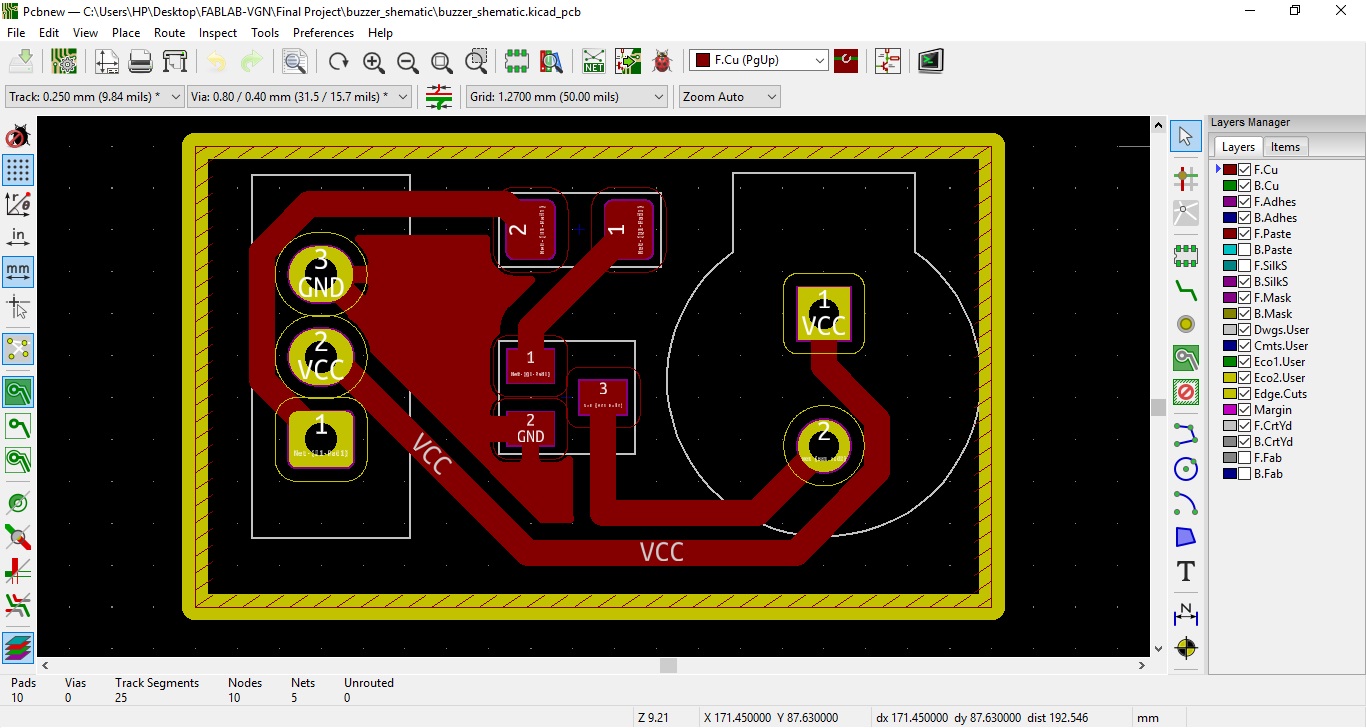 Pcbnew — C:\Users\HP\Desktop\FABLAB-VGN\Final Project\buzzer_shematic\buzzer_shematic.kicad_pcb
File Edit View Place Route Inspect Tools Preferences Help
NET
F.Cu (PgUp)
Track: 0.250 mm (9.84 mils) *
Via: 0.80 / 0.40 mm (31.5 / 15.7 mils) *
Grid: 1.2700 mm (50.00 mils)
Zoom Auto
in
mm
3
GND
2
VCC
1
2
1
1
2
GND
3
1
VCC
2
VCC
VCC
T
N
Layers Manager
Layers Items
F.Cu
B.Cu
F.Adhes
B.Adhes
F.Paste
B.Paste
F.SilkS
B.SilkS
F.Mask
B.Mask
Dwgs.User
Cmts.User
Eco1.User
Eco2.User
Edge.Cuts
Margin
F.CrtYd
B.CrtYd
F.Fab
B.Fab
Pads Vias Track Segments Nodes Nets Unrouted
10 0 25 10 5 0
Z 9.21 X 171.450000 Y 87.630000 dx 171.450000 dy 87.630000 dist 192.546 mm